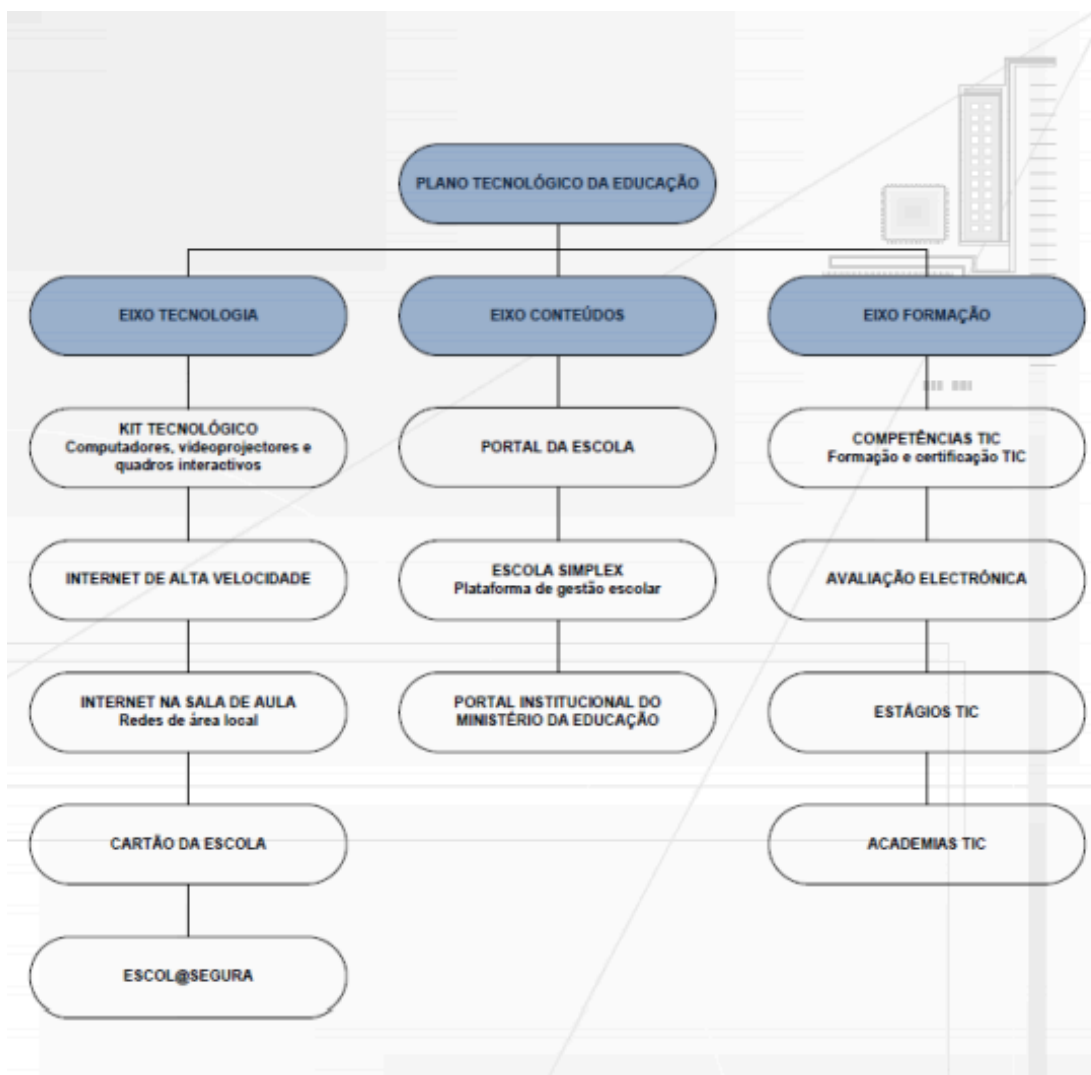 PLANO TECNOLÓGICO DA EDUCAÇÃO
EIXO TECNOLOGIA
EIXO CONTEÚDOS
EIXO FORMAÇÃO
KIT TECNOLÓGICO
Computadores, videoprojectores e
quadros interactivos
PORTAL DA ESCOLA
COMPETÊNCIAS TIC
Formação e certificação TIC
INTERNET DE ALTA VELOCIDADE
ESCOLA SIMPLEX
Plataforma de gestão escolar
AVALIAÇÃO ELECTRÓNICA
INTERNET NA SALA DE AULA
Redes de área local
PORTAL INSTITUCIONAL DO
MINISTÉRIO DA EDUCAÇÃO
ESTÁGIOS TIC
CARTÃO DA ESCOLA
ACADEMIAS TIC
ESCOL@SEGURA